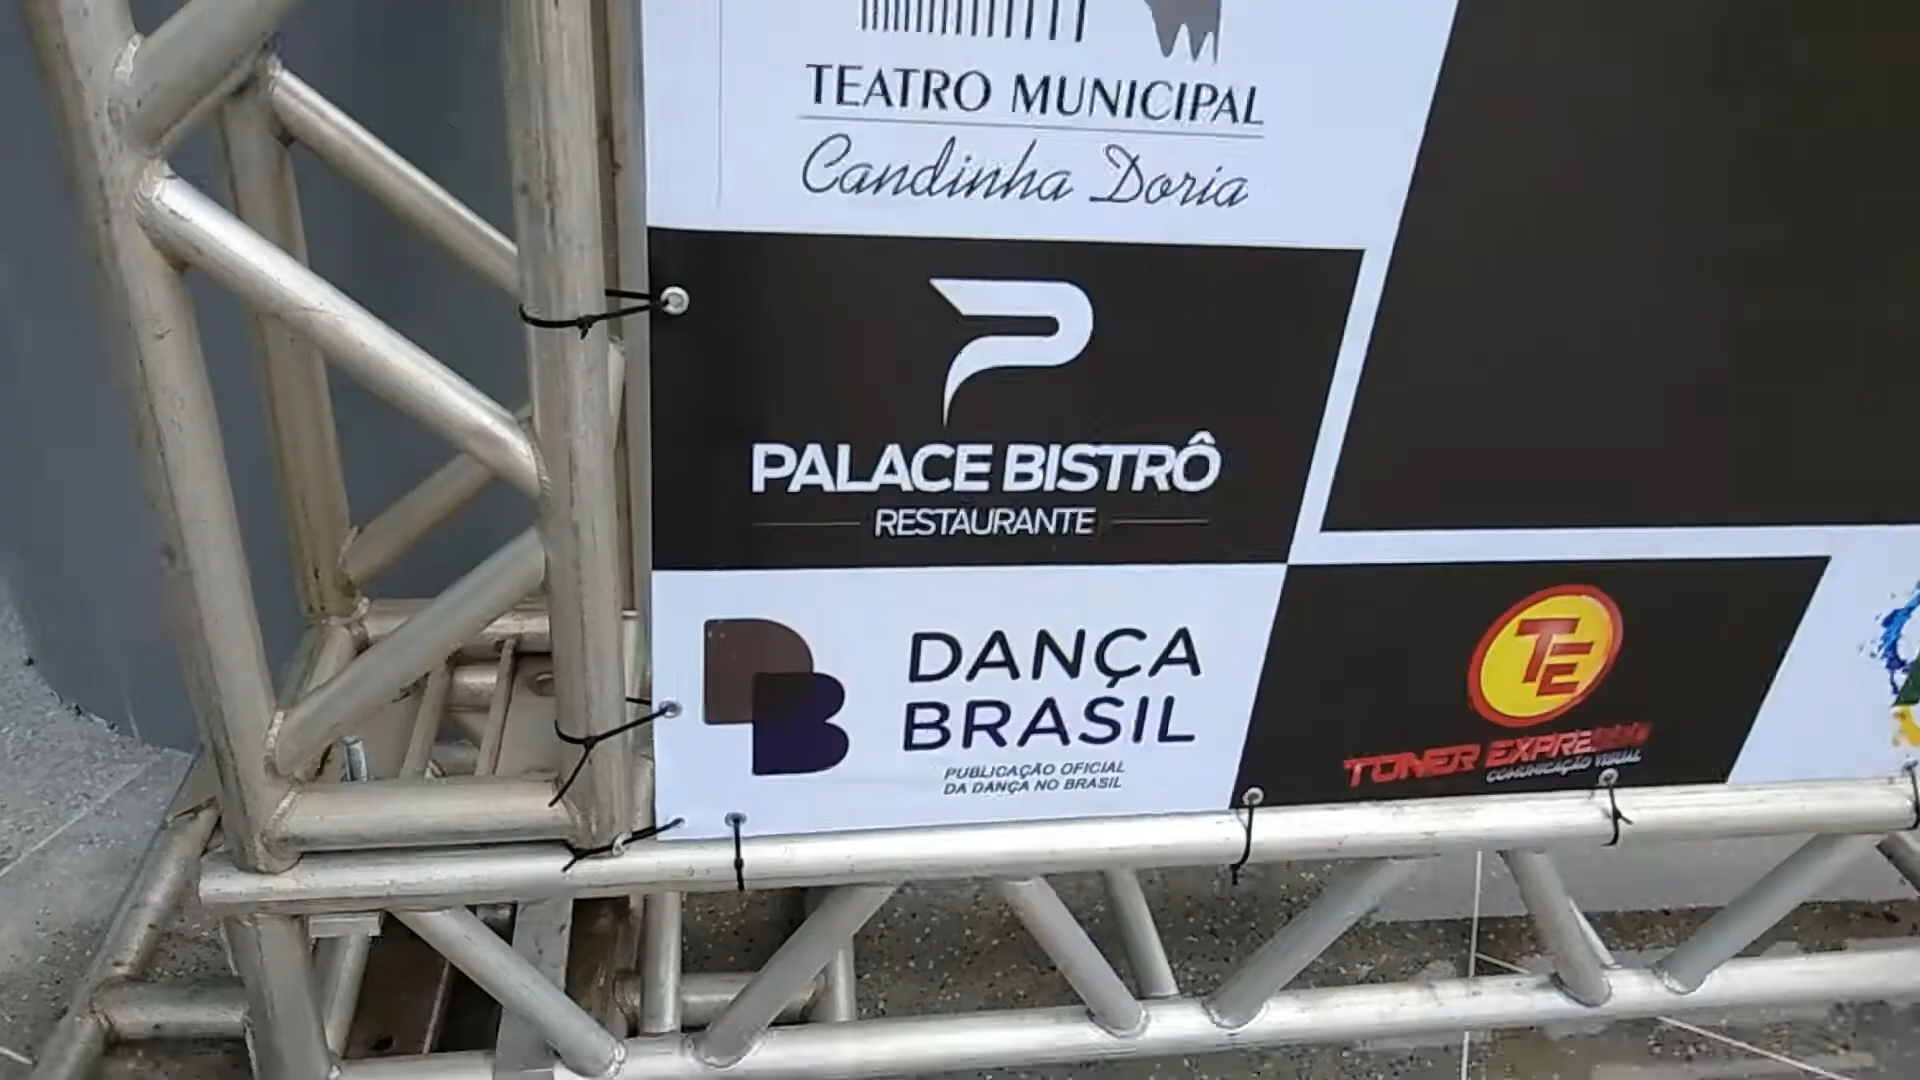 TEATRO MUNICIPAL
Candinha Doria
PALACE BISTRÔ
RESTAURANTE
DANÇA
BRASIL
PUBLICAÇÃO OFICIAL
DA DANÇA NO BRASIL
TE
TONER EXPRESS
COMUNICAÇÃO VISUAL